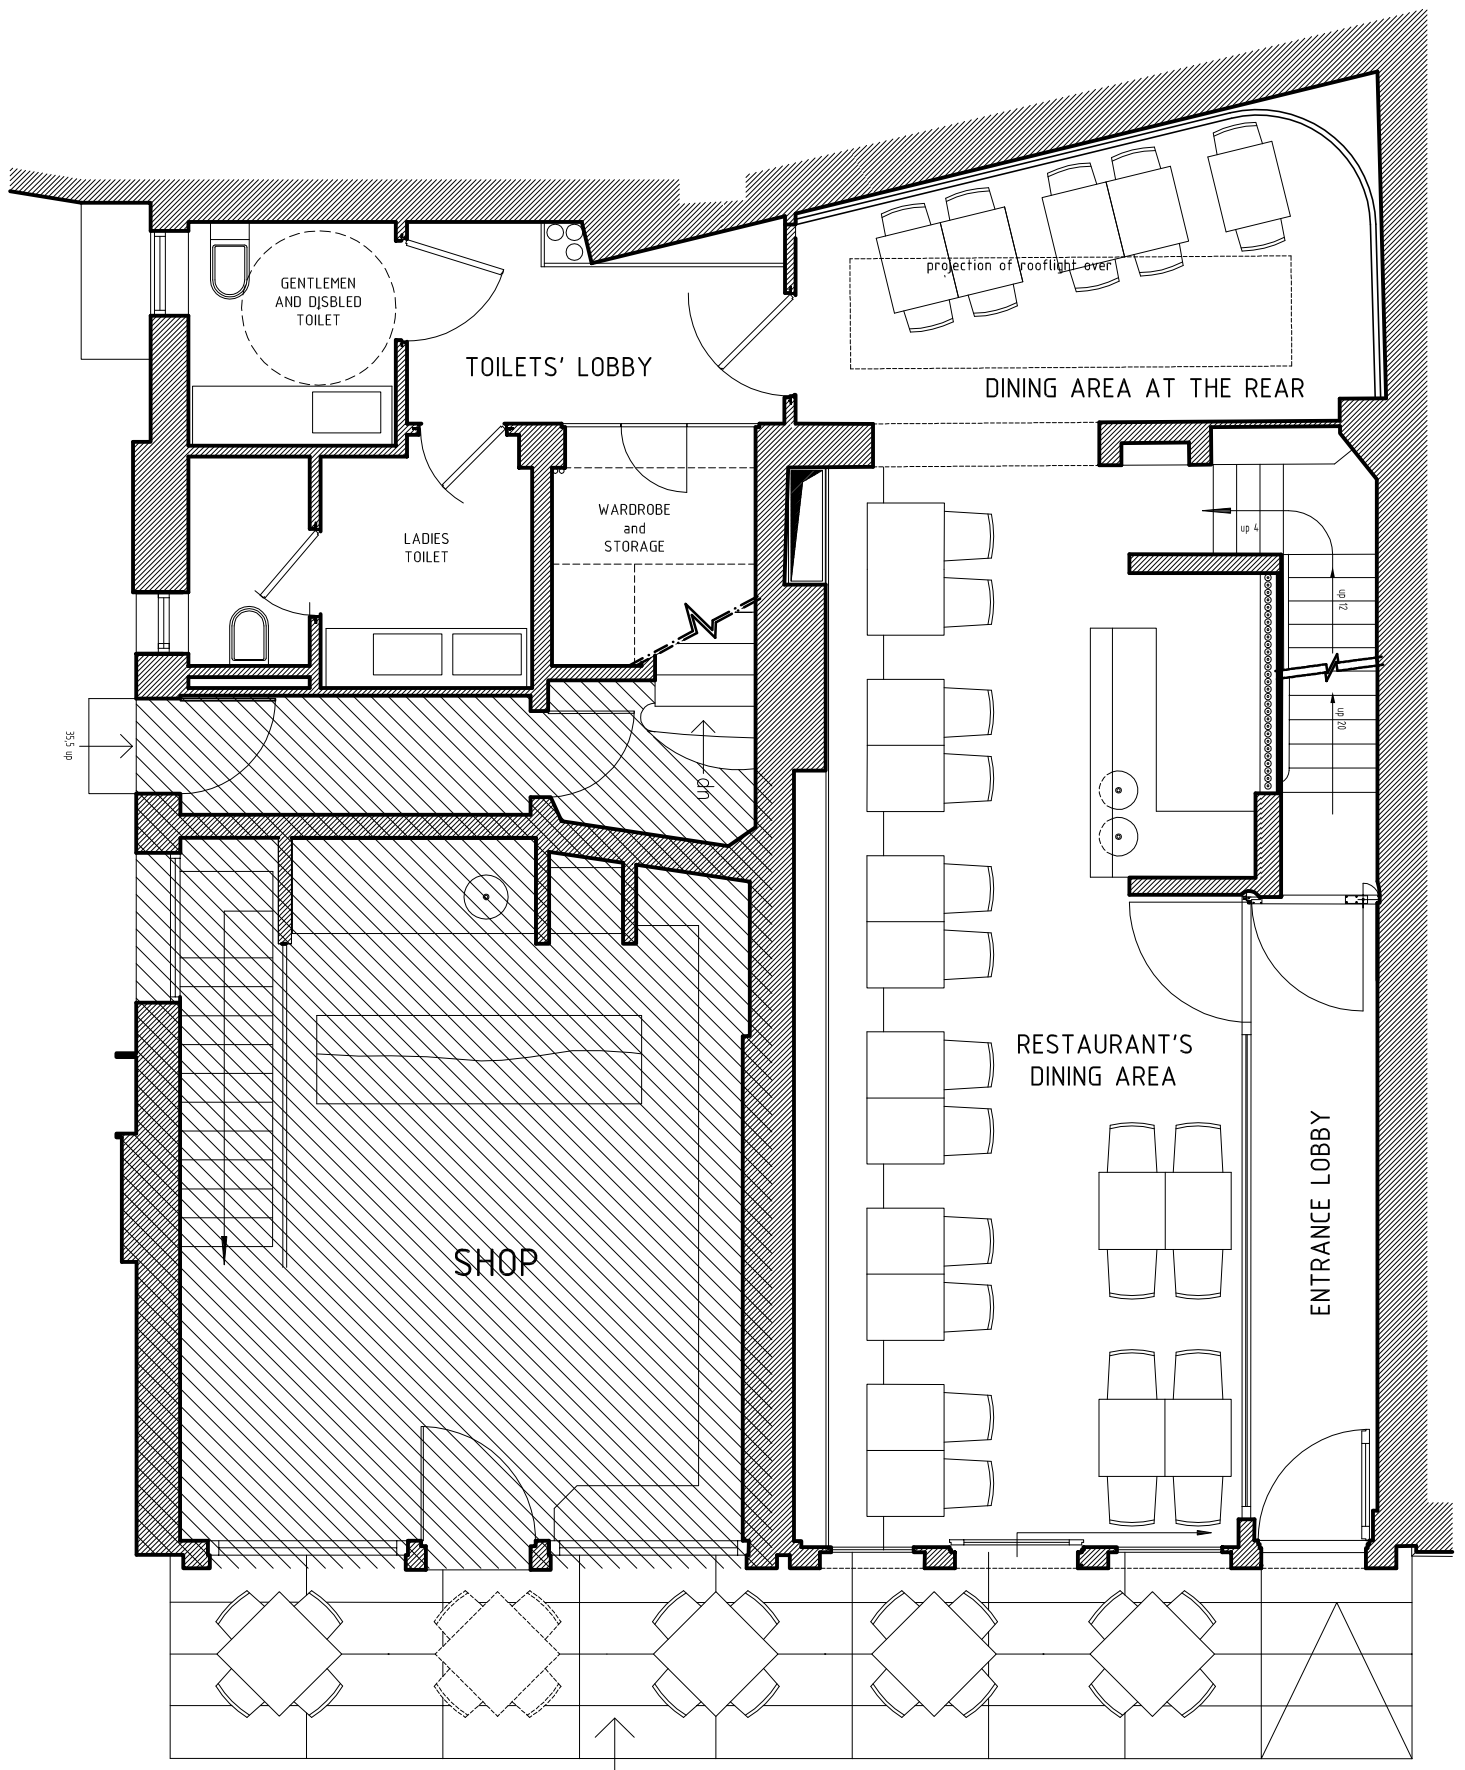 GENTLEMEN
AND DISBLED
TOILET
projection of rooflight over
TOILETS' LOBBY
DINING AREA AT THE REAR
WARDROBE
and
STORAGE
LADIES
TOILET
up 4
up 12
up 20
35,5 up
dn
RESTAURANT'S
DINING AREA
ENTRANCE LOBBY
SHOP